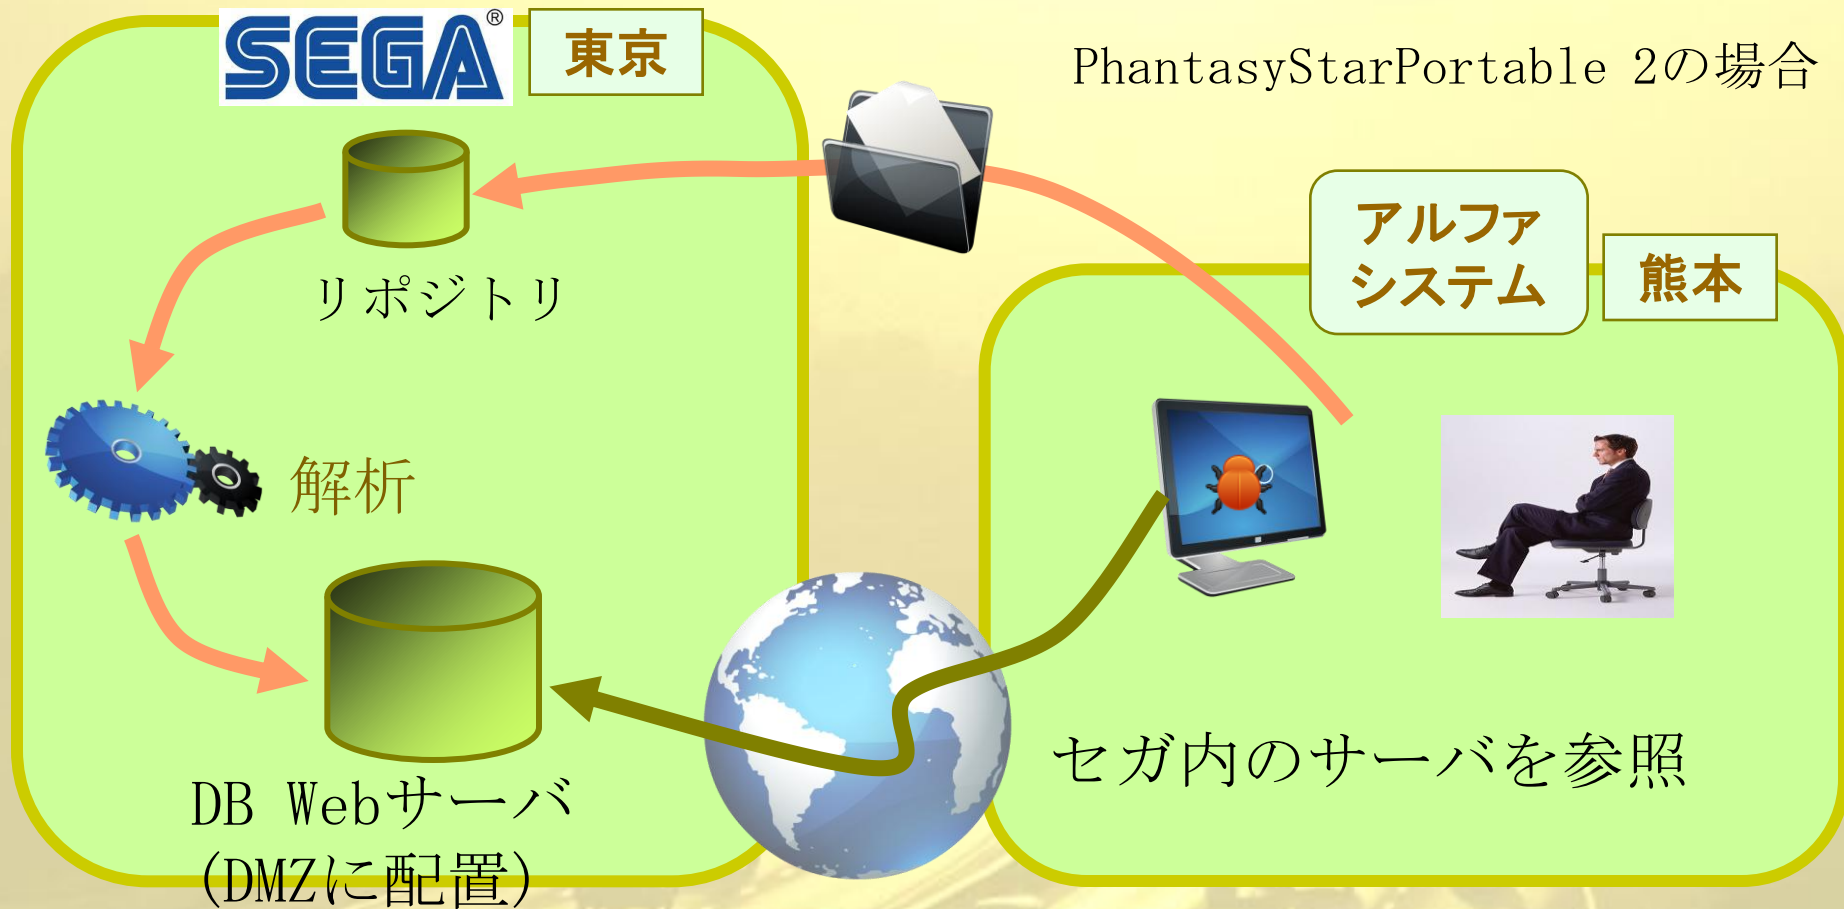 SEGA®
東京
PhantasyStarPortable 2の場合
アルファ
システム
熊本
リポジトリ
解析
セガ内のサーバを参照
DB Webサーバ
(DMZに配置)